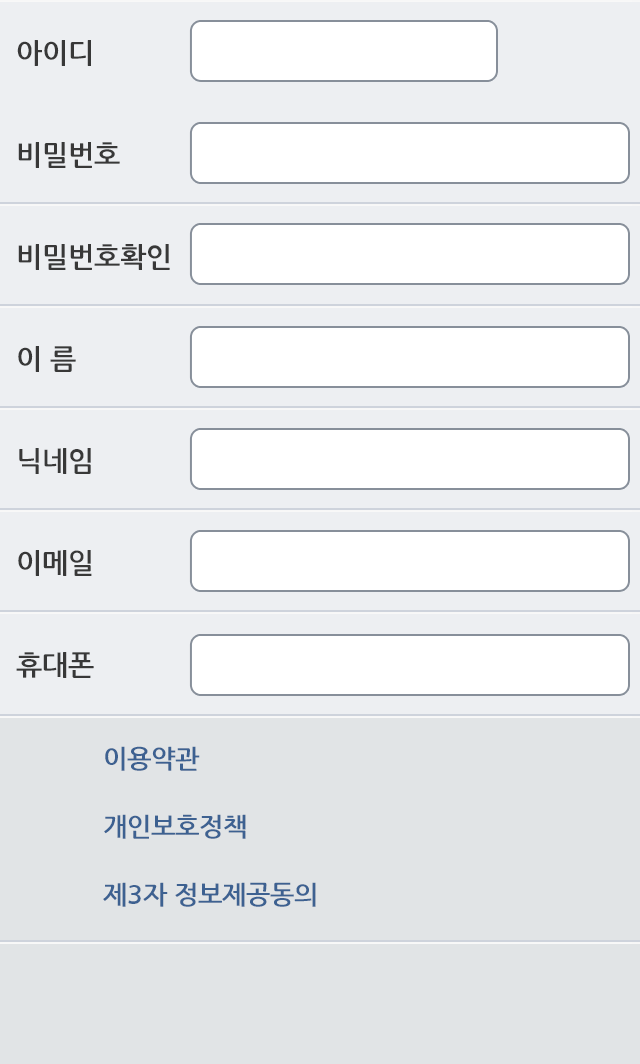 아이디
비밀번호
비밀번호확인
이 름
닉네임
이메일
휴대폰
이용약관
개인보호정책
제3자 정보제공동의